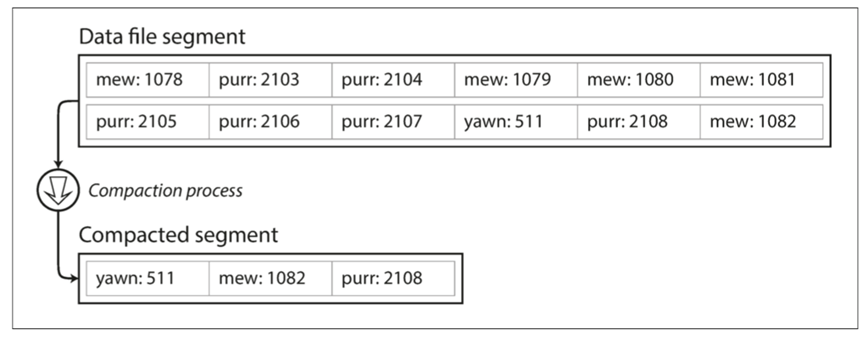 Data file segment
mew: 1078 purr: 2103 purr: 2104 mew: 1079 mew: 1080 mew: 1081
purr: 2105 purr: 2106 purr: 2107 yawn: 511 purr: 2108 mew: 1082
Compaction process
Compacted segment
yawn: 511 mew: 1082 purr: 2108